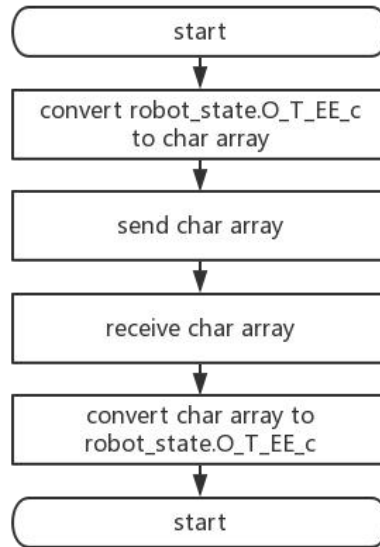 start
convert robot_state.O_T_EE_c
to char array
send char array
receive char array
convert char array to
robot_state.O_T_EE_c
start